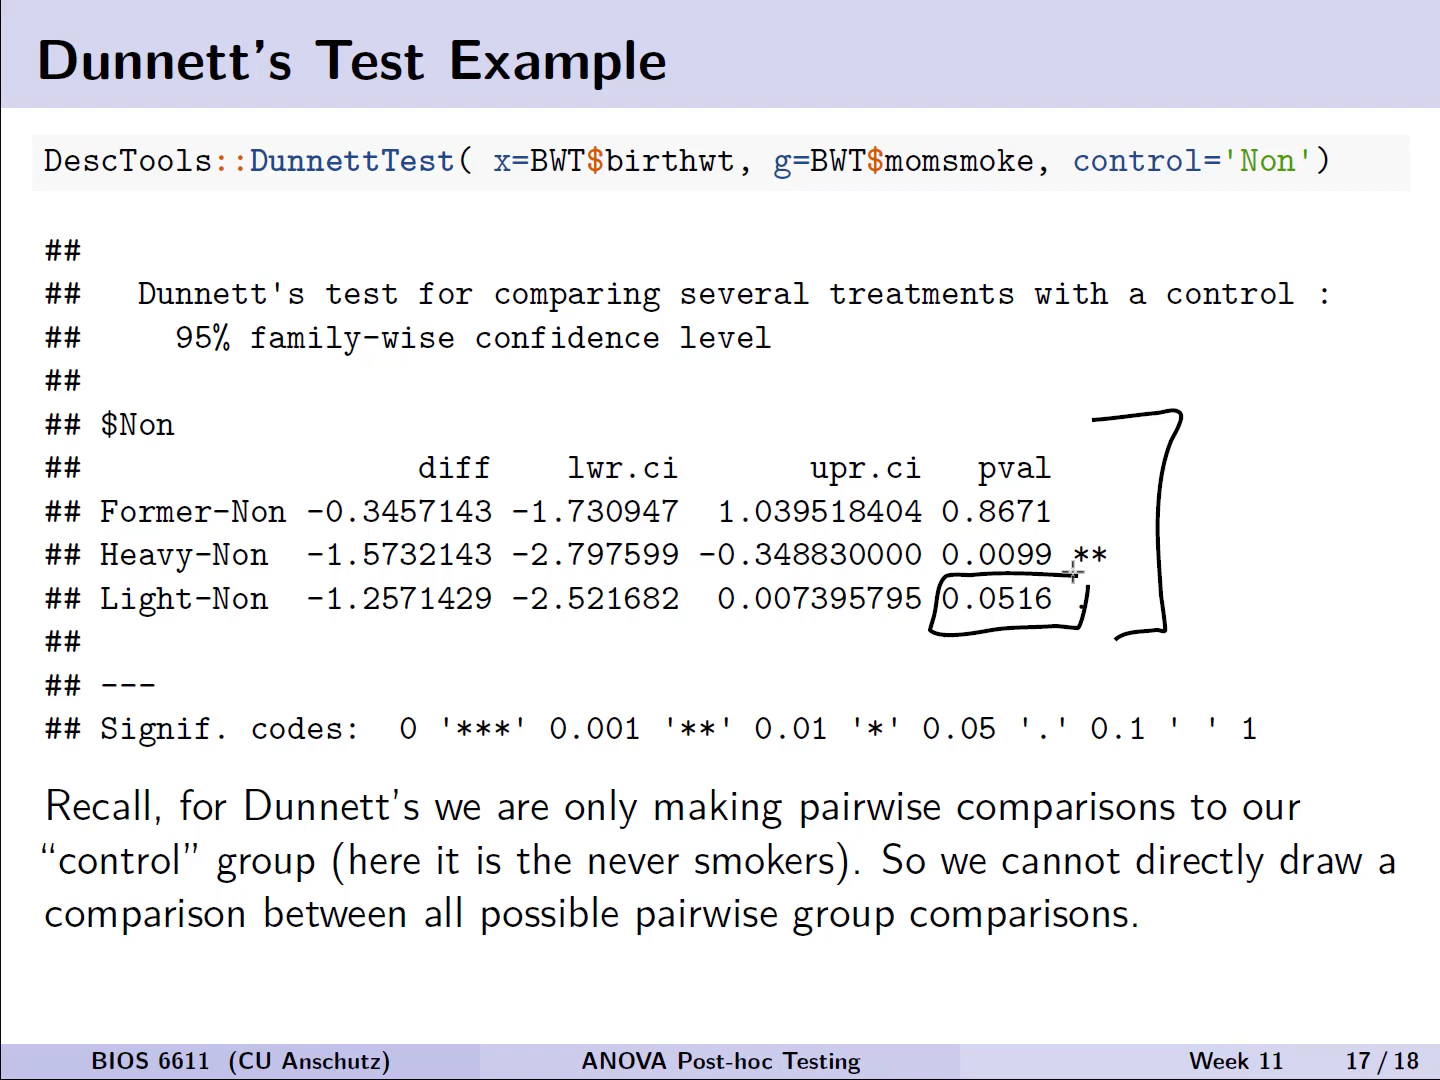 Dunnett's Test Example
DescTools::DunnettTest( x=BWT$birthwt, g=BWT$momsmoke, control='Non')
##
##   Dunnett's test for comparing several treatments with a control :
##     95% family-wise confidence level
##
## $Non
##                  diff    lwr.ci       upr.ci   pval
## Former-Non -0.3457143 -1.730947  1.039518404 0.8671
## Heavy-Non  -1.5732143 -2.797599 -0.348830000 0.0099 **
## Light-Non  -1.2571429 -2.521682  0.007395795 0.0516 .
##
## ---
## Signif. codes:  0 '***' 0.001 '**' 0.01 '*' 0.05 '.' 0.1 ' ' 1
Recall, for Dunnett's we are only making pairwise comparisons to our
“control” group (here it is the never smokers). So we cannot directly draw a
comparison between all possible pairwise group comparisons.
BIOS 6611 (CU Anschutz) ANOVA Post-hoc Testing Week 11 17 / 18